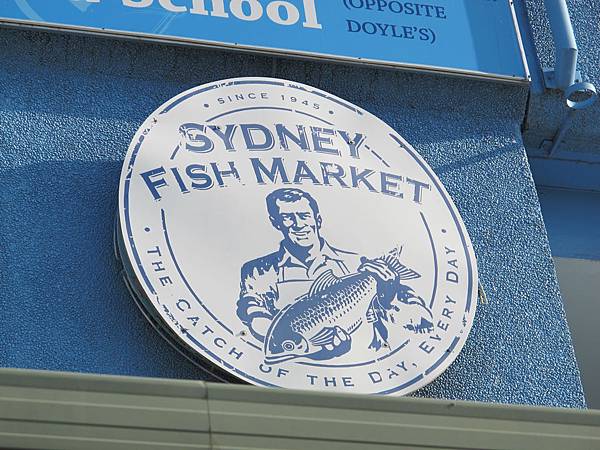 School
(OPPOSITE
DOYLE'S)
• SINCE 1945 •
SYDNEY
FISH MARKET
• THE CATCH OF THE DAY, EVERY DAY •